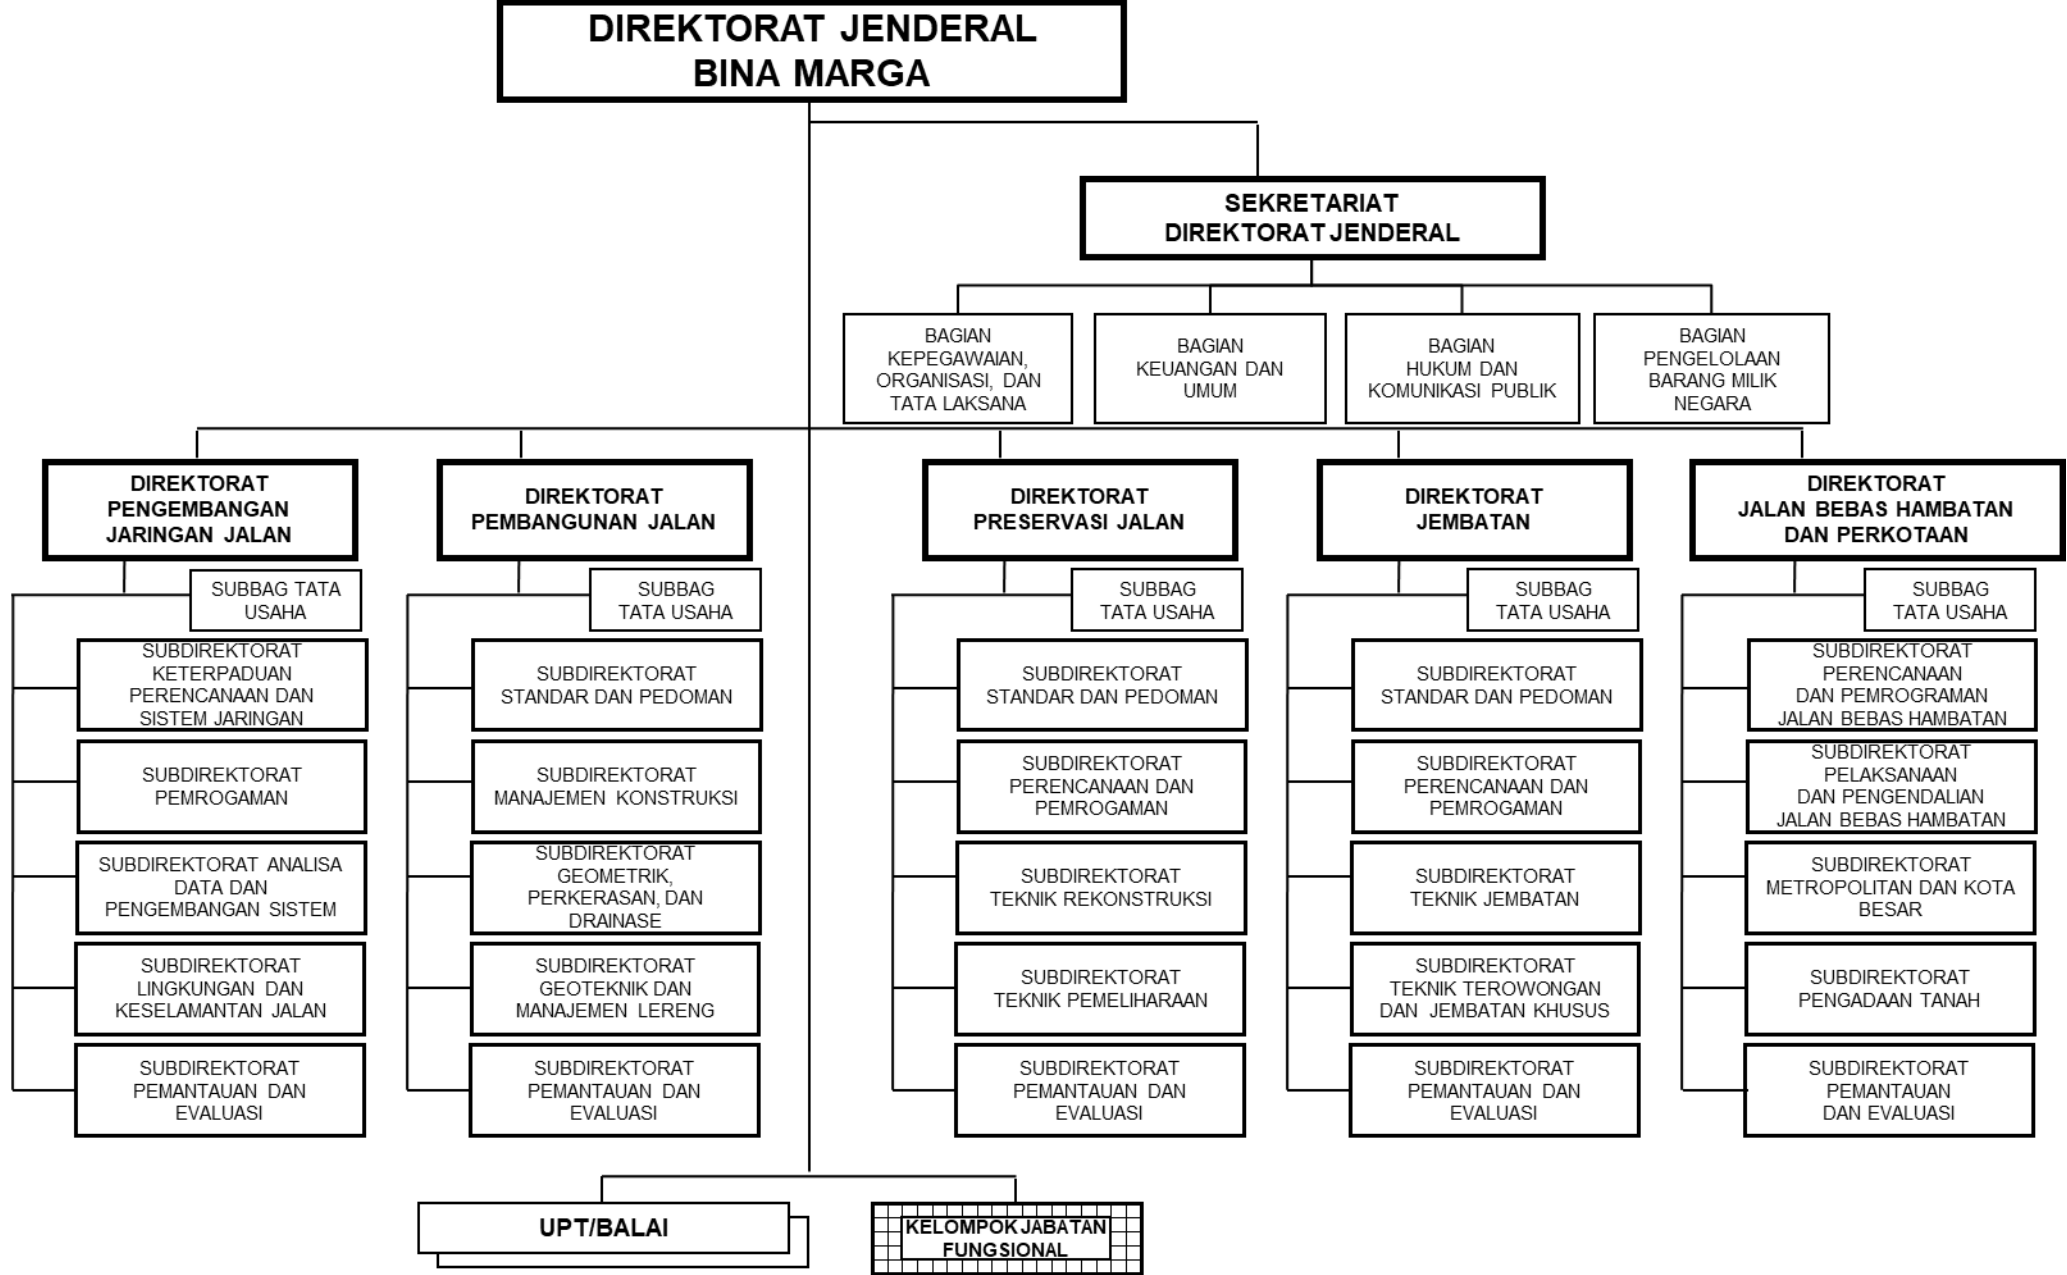 DIREKTORAT JENDERAL
BINA MARGA
SEKRETARIAT
DIREKTORAT JENDERAL
BAGIAN
KEPEGAWAIAN,
ORGANISASI, DAN
TATA LAKSANA
BAGIAN
KEUANGAN DAN
UMUM
BAGIAN
HUKUM DAN
KOMUNIKASI PUBLIK
BAGIAN
PENGELOLAAN
BARANG MILIK
NEGARA
DIREKTORAT
PENGEMBANGAN
JARINGAN JALAN
SUBBAG TATA
USAHA
SUBDIREKTORAT
KETERPADUAN
PERENCANAAN DAN
SISTEM JARINGAN
SUBDIREKTORAT
PEMROGAMAN
SUBDIREKTORAT ANALISA
DATA DAN
PENGEMBANGAN SISTEM
SUBDIREKTORAT
LINGKUNGAN DAN
KESELAMANTAN JALAN
SUBDIREKTORAT
PEMANTAUAN DAN
EVALUASI
DIREKTORAT
PEMBANGUNAN JALAN
SUBBAG
TATA USAHA
SUBDIREKTORAT
STANDAR DAN PEDOMAN
SUBDIREKTORAT
MANAJEMEN KONSTRUKSI
SUBDIREKTORAT
GEOMETRIK,
PERKERASAN, DAN
DRAINASE
SUBDIREKTORAT
GEOTEKNIK DAN
MANAJEMEN LERENG
SUBDIREKTORAT
PEMANTAUAN DAN
EVALUASI
DIREKTORAT
PRESERVASI JALAN
SUBBAG
TATA USAHA
SUBDIREKTORAT
STANDAR DAN PEDOMAN
SUBDIREKTORAT
PERENCANAAN DAN
PEMROGAMAN
SUBDIREKTORAT
TEKNIK REKONSTRUKSI
SUBDIREKTORAT
TEKNIK PEMELIHARAAN
SUBDIREKTORAT
PEMANTAUAN DAN
EVALUASI
DIREKTORAT
JEMBATAN
SUBBAG
TATA USAHA
SUBDIREKTORAT
STANDAR DAN PEDOMAN
SUBDIREKTORAT
PERENCANAAN DAN
PEMROGAMAN
SUBDIREKTORAT
TEKNIK JEMBATAN
SUBDIREKTORAT
TEKNIK TEROWONGAN
DAN JEMBATAN KHUSUS
SUBDIREKTORAT
PEMANTAUAN DAN
EVALUASI
DIREKTORAT
JALAN BEBAS HAMBATAN
DAN PERKOTAAN
SUBBAG
TATA USAHA
SUBDIREKTORAT
PERENCANAAN
DAN PEMROGRAMAN
JALAN BEBAS HAMBATAN
SUBDIREKTORAT
PELAKSANAAN
DAN PENGENDALIAN
JALAN BEBAS HAMBATAN
SUBDIREKTORAT
METROPOLITAN DAN KOTA
BESAR
SUBDIREKTORAT
PENGADAAN TANAH
SUBDIREKTORAT
PEMANTAUAN
DAN EVALUASI
UPT/BALAI
KELOMPOK JABATAN
FUNGSIONAL